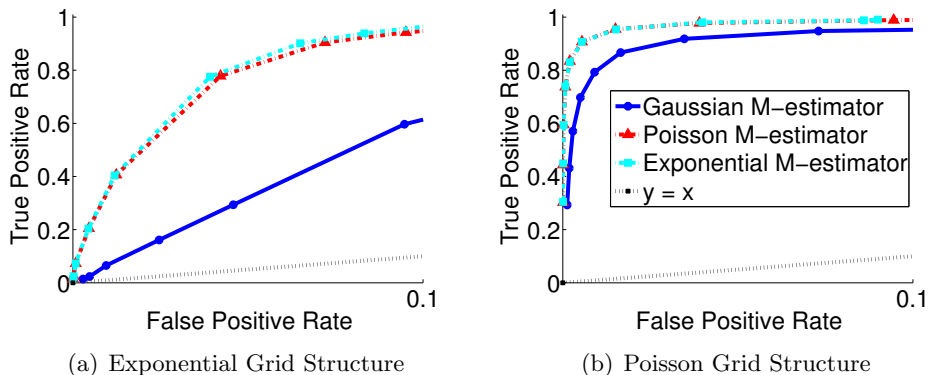 1
0.8
0.6
0.4
0.2
0
0.1
True Positive Rate
False Positive Rate
(a) Exponential Grid Structure
1
0.8
0.6
0.4
0.2
0
0.1
True Positive Rate
False Positive Rate
Gaussian M-estimator
Poisson M-estimator
Exponential M-estimator
y = x
(b) Poisson Grid Structure